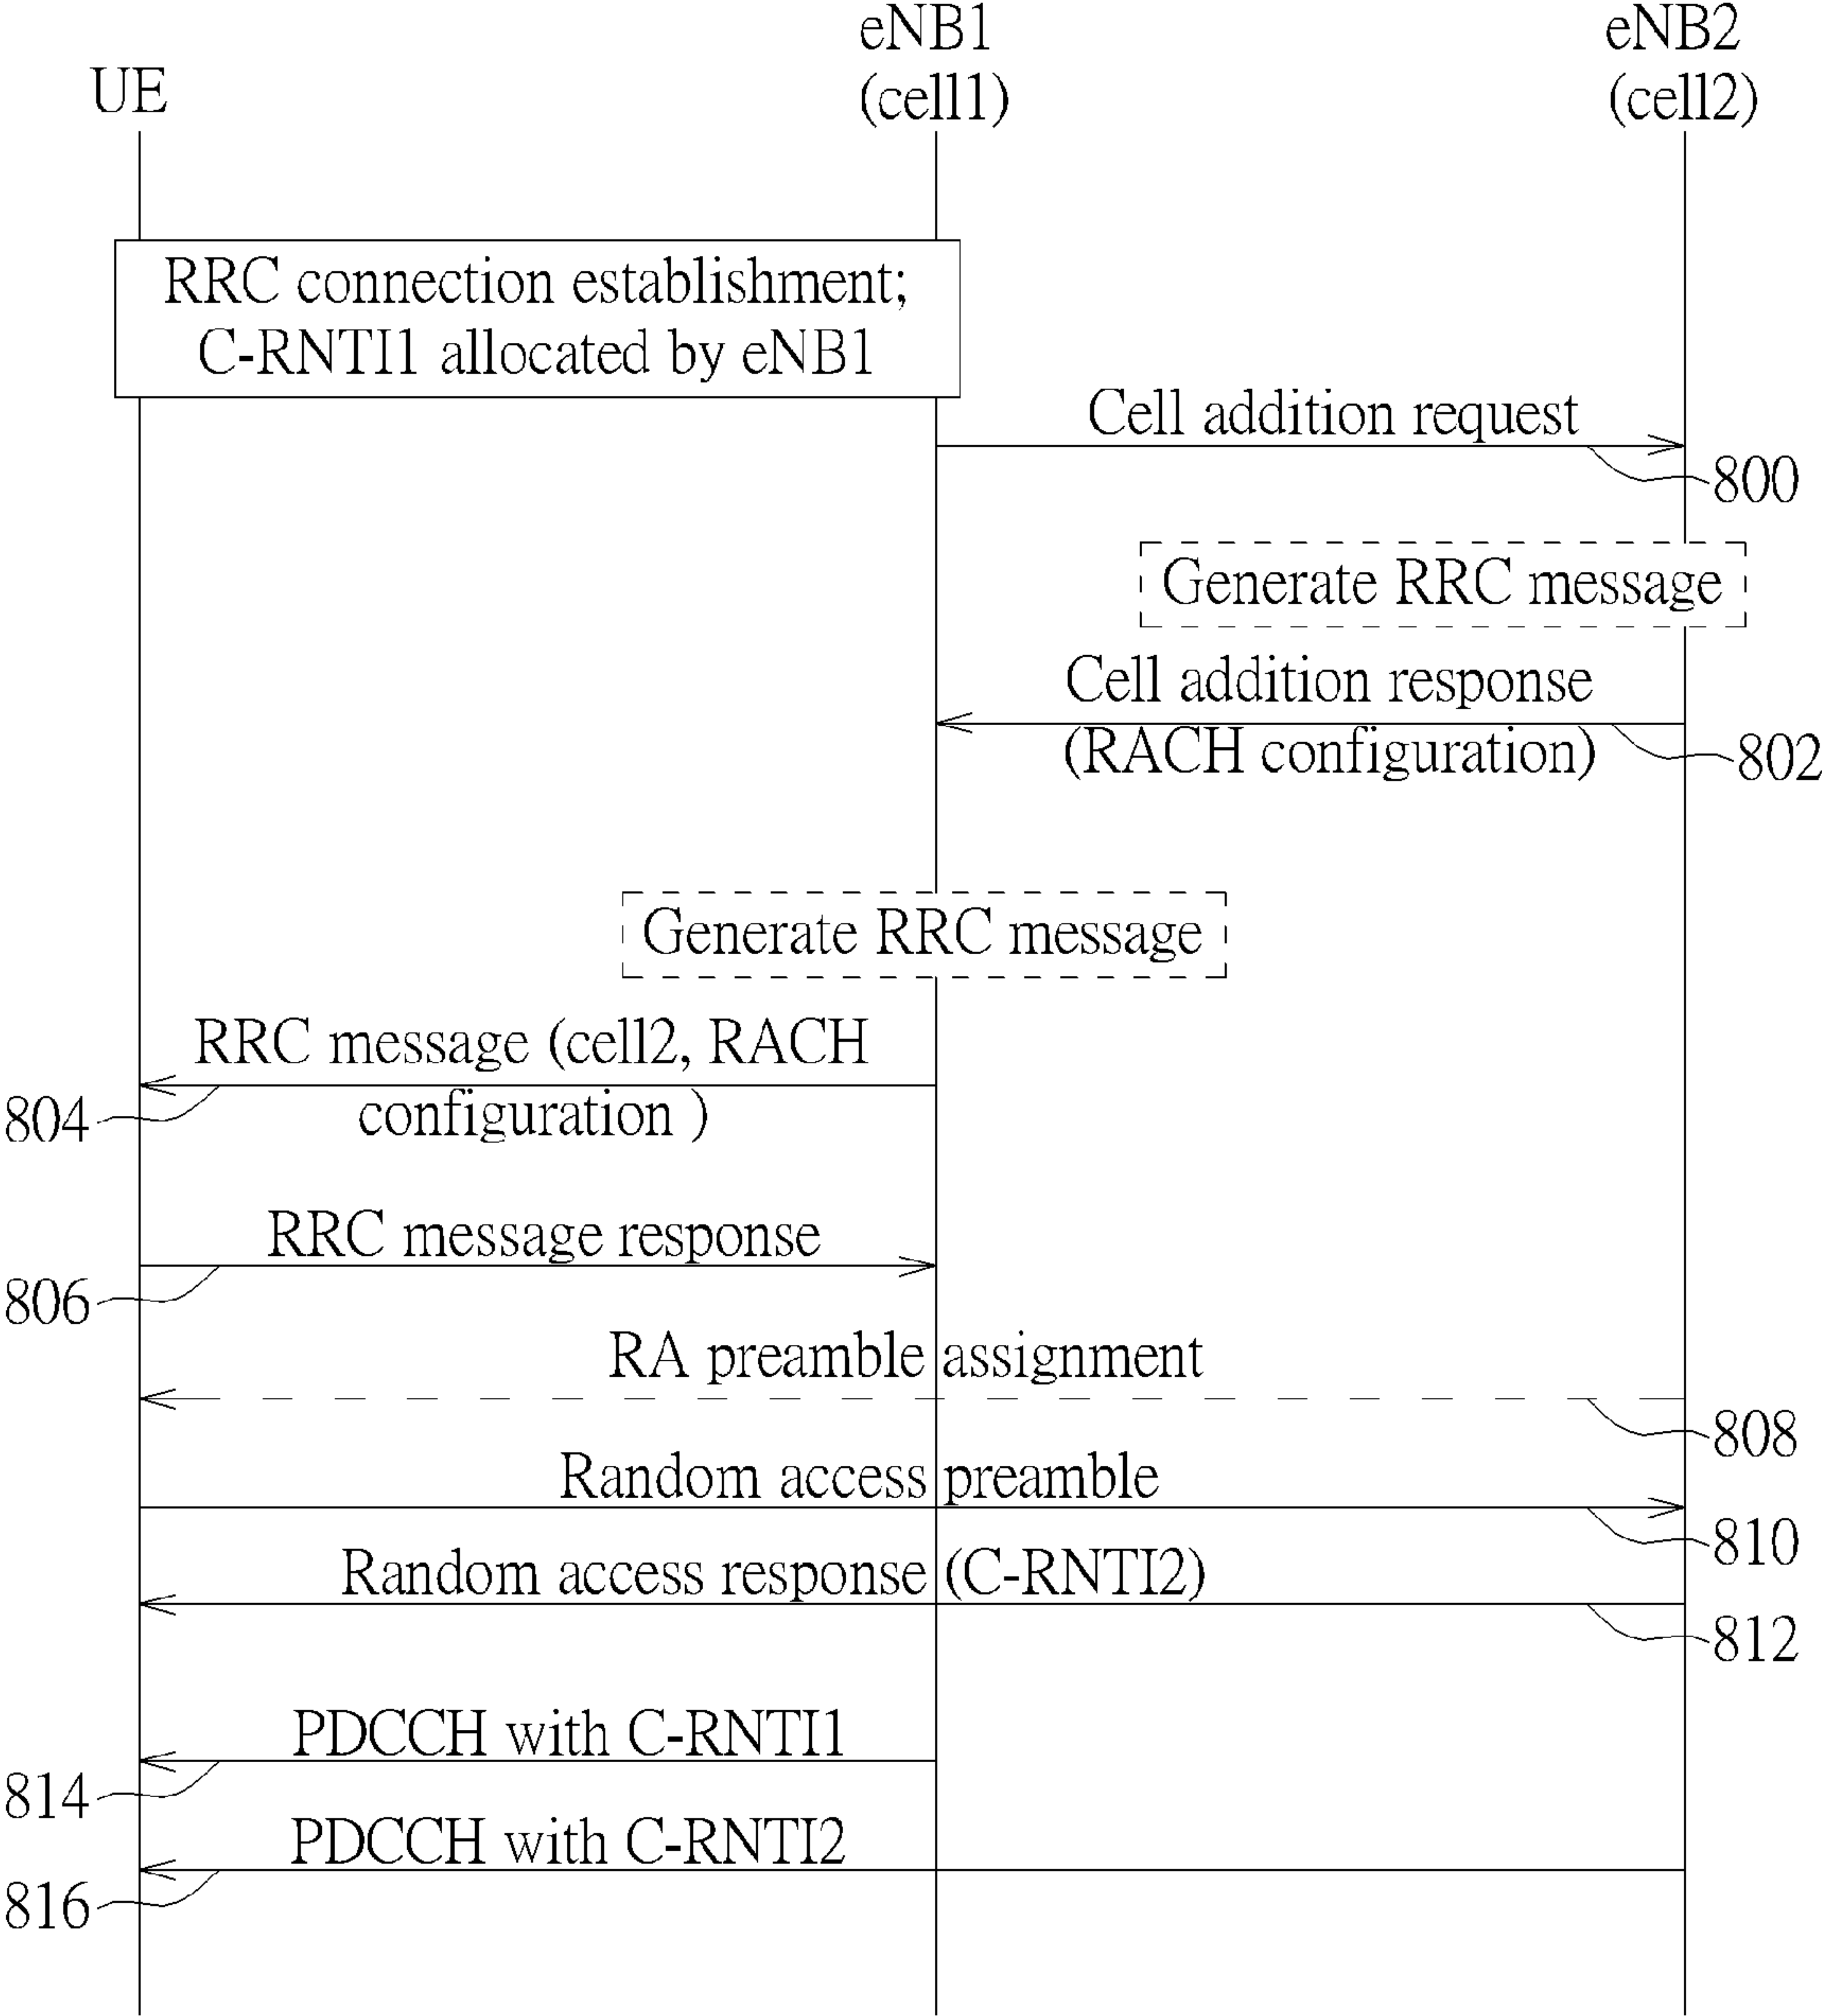 eNB1
(cell1)
eNB2
(cell2)
UE
RRC connection establishment;
C-RNTI1 allocated by eNB1
Cell addition request
800
Generate RRC message
Cell addition response
(RACH configuration)
802
Generate RRC message
RRC message (cell2, RACH
configuration )
804
RRC message response
806
RA preamble assignment
808
Random access preamble
810
Random access response (C-RNTI2)
812
PDCCH with C-RNTI1
814
PDCCH with C-RNTI2
816